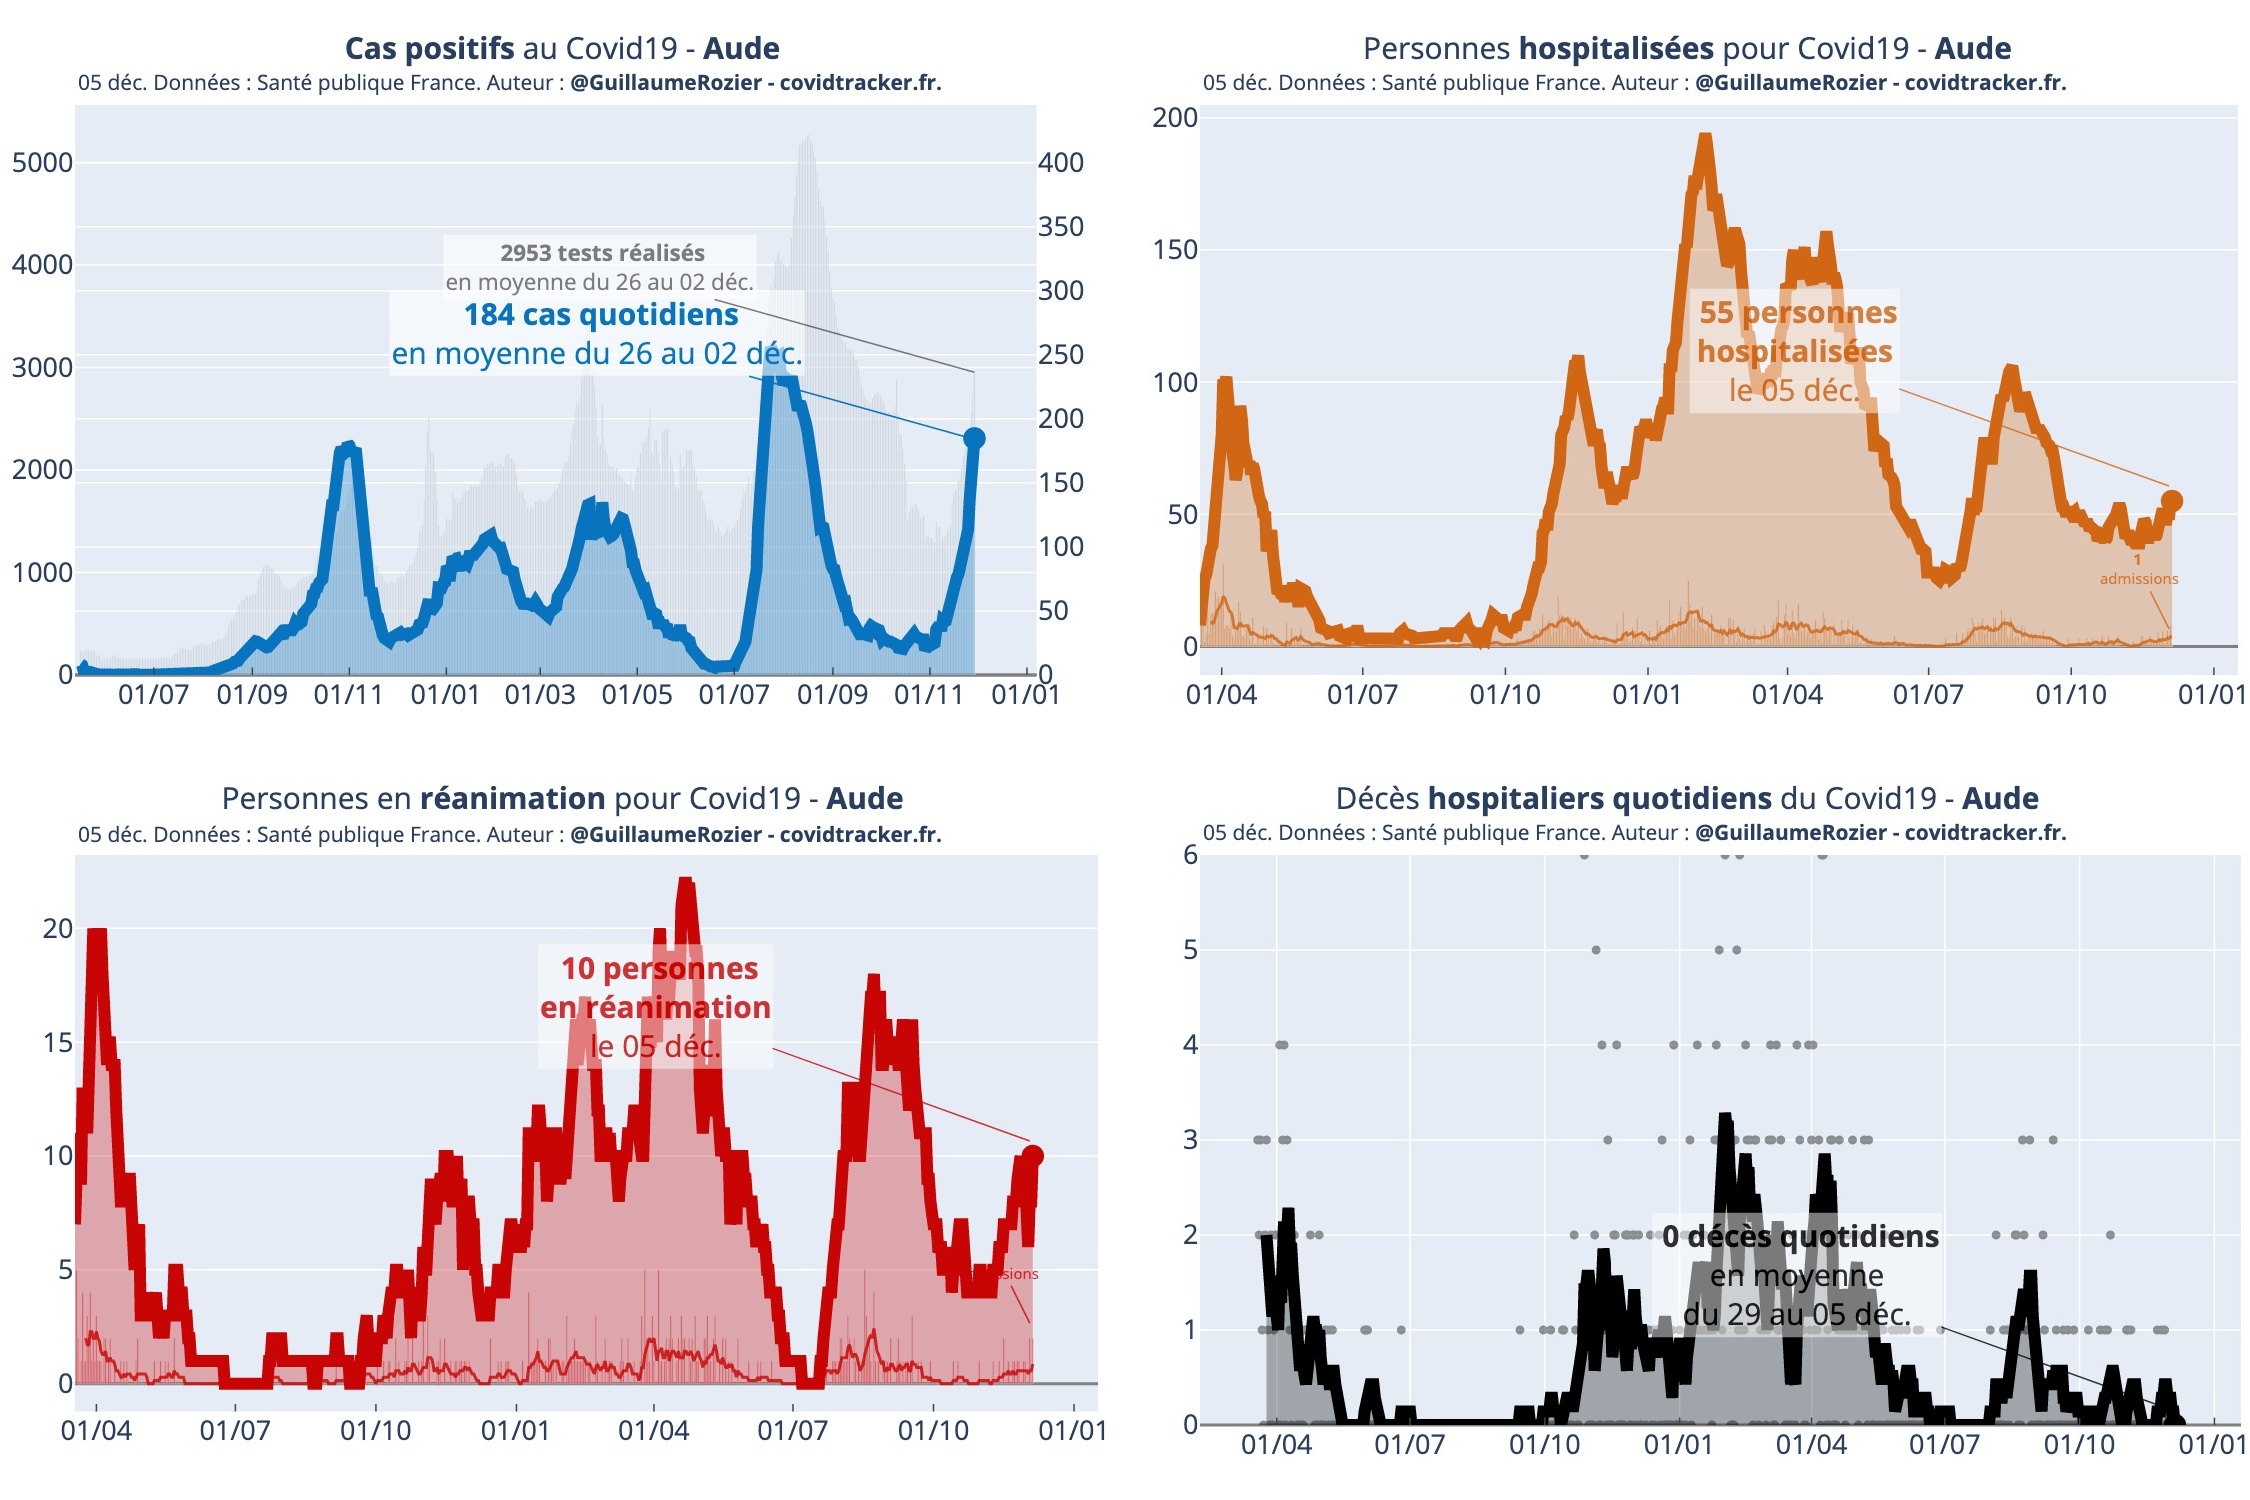 Cas positifs au Covid19 - Aude
05 déc. Données : Santé publique France. Auteur : @GuillaumeRozier - covidtracker.fr.
5000
4000
3000
2000
1000
0
400
350
300
250
200
150
100
50
0
2953 tests réalisés
en moyenne du 26 au 02 déc.
184 cas quotidiens
en moyenne du 26 au 02 déc.
01/07 01/09 01/11 01/01 01/03 01/05 01/07 01/09 01/11 01/01
Personnes hospitalisées pour Covid19 - Aude
05 déc. Données : Santé publique France. Auteur : @GuillaumeRozier - covidtracker.fr.
200
150
100
50
0
55 personnes
hospitalisées
le 05 déc.
1
admissions
01/04 01/07 01/10 01/01 01/04 01/07 01/10 01/01
Personnes en réanimation pour Covid19 - Aude
05 déc. Données : Santé publique France. Auteur : @GuillaumeRozier - covidtracker.fr.
20
15
10
5
0
10 personnes
en réanimation
le 05 déc.
01/04 01/07 01/10 01/01 01/04 01/07 01/10 01/01
Décès hospitaliers quotidiens du Covid19 - Aude
05 déc. Données : Santé publique France. Auteur : @GuillaumeRozier - covidtracker.fr.
6
5
4
3
2
1
0
0 décès quotidiens
en moyenne
du 29 au 05 déc.
01/04 01/07 01/10 01/01 01/04 01/07 01/10 01/01